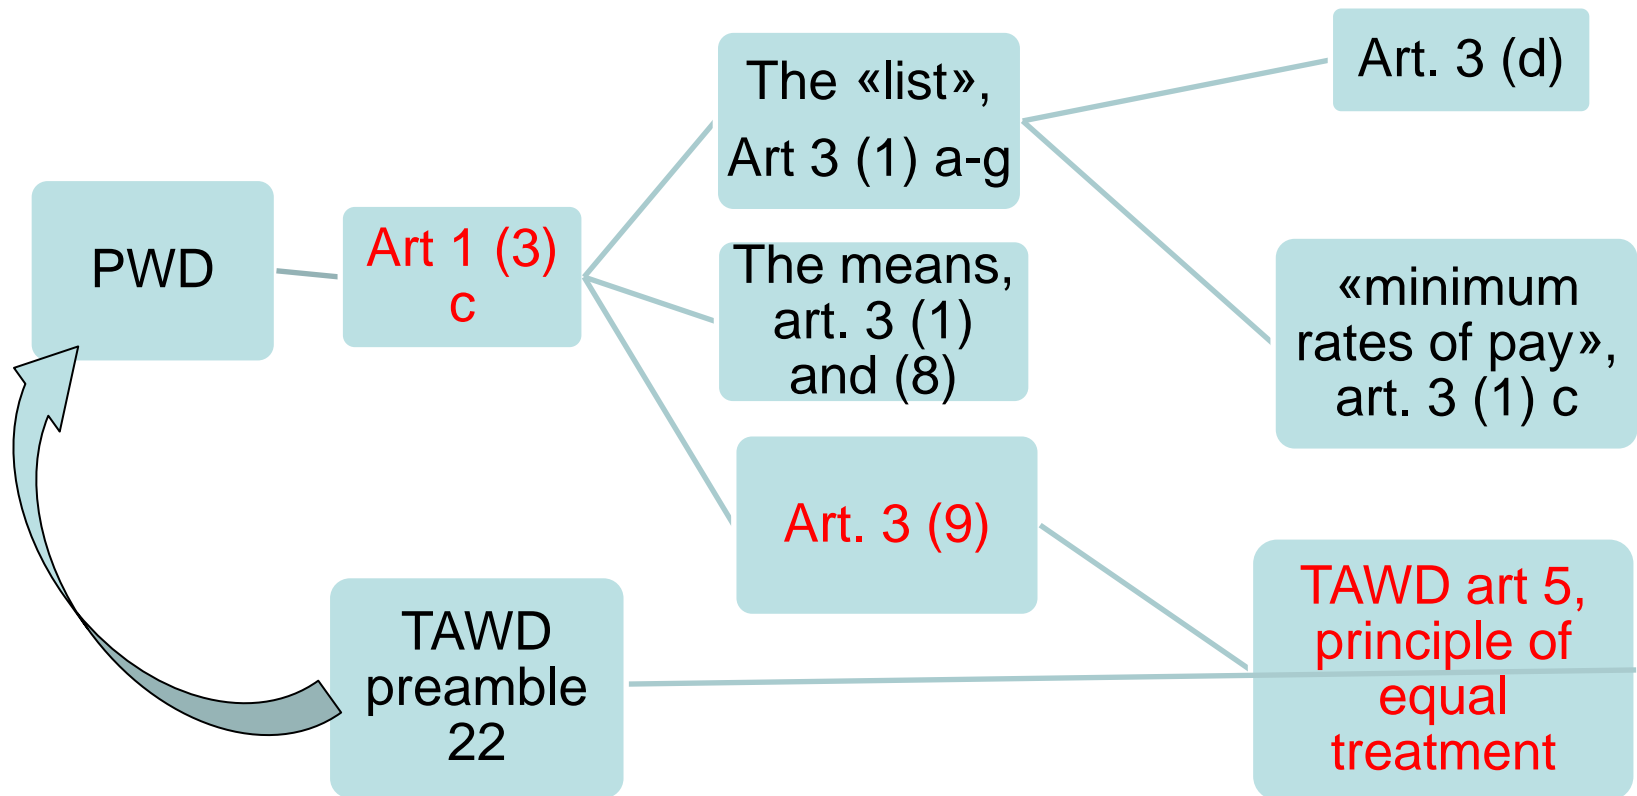 PWD
Art 1 (3)
c
The «list»,
Art 3 (1) a-g
The means,
art. 3 (1)
and (8)
Art. 3 (9)
Art. 3 (d)
«minimum
rates of pay»,
art. 3 (1) c
TAWD
preamble
22
TAWD art 5,
principle of
equal
treatment